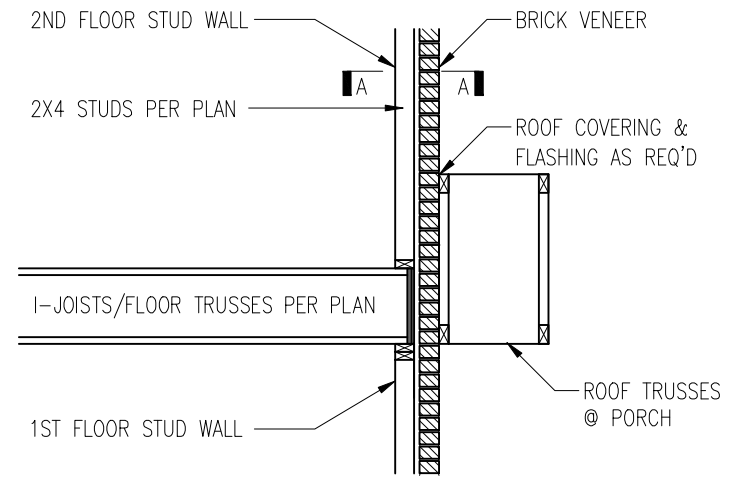 2ND FLOOR STUD WALL
BRICK VENEER
A
A
2X4 STUDS PER PLAN
ROOF COVERING &
FLASHING AS REQ'D
I-JOISTS/FLOOR TRUSSES PER PLAN
ROOF TRUSSES
@ PORCH
1ST FLOOR STUD WALL